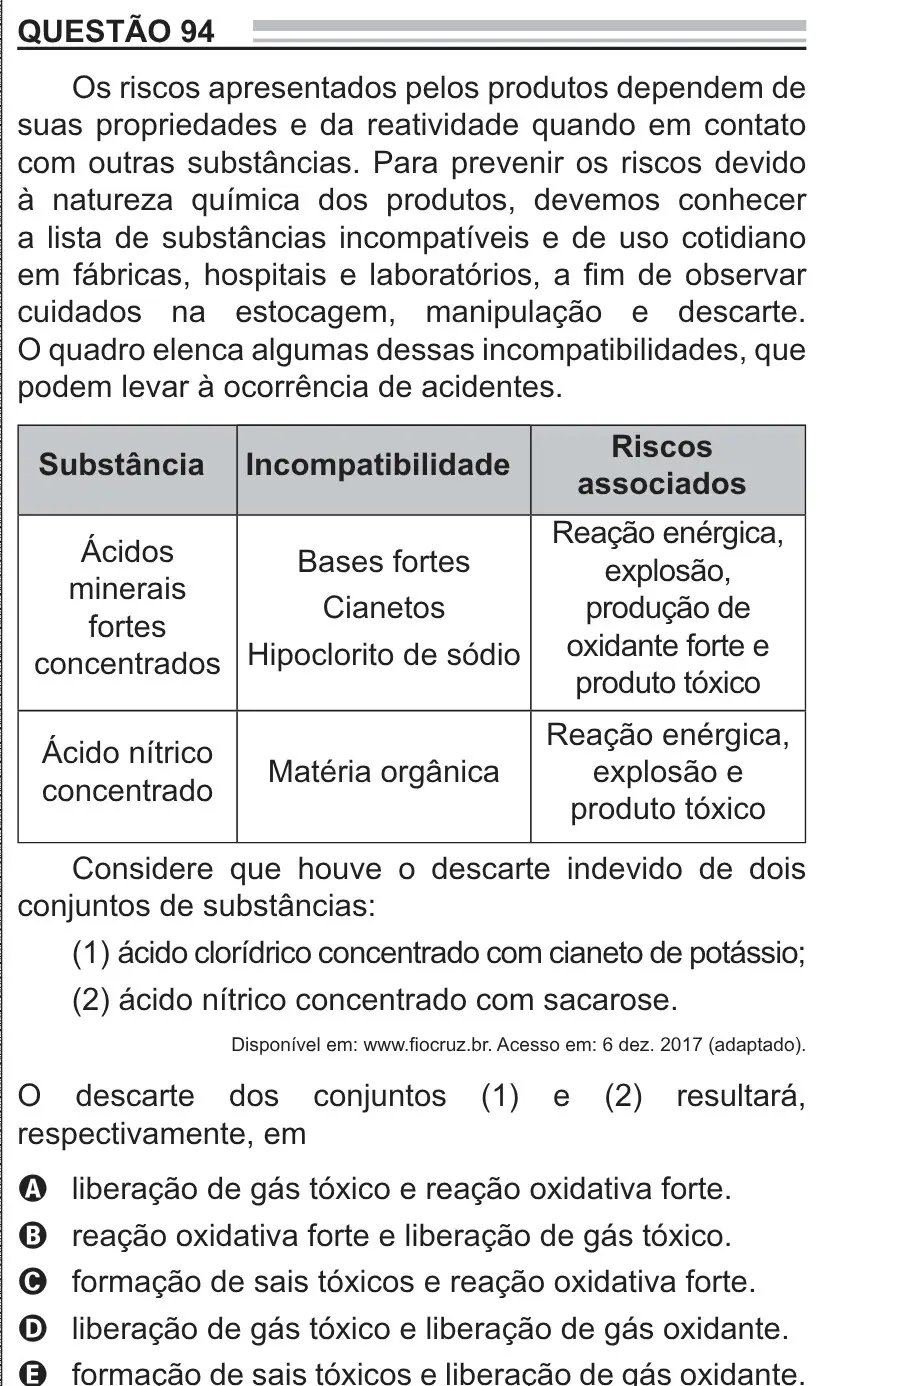 QUESTÃO 94
Os riscos apresentados pelos produtos dependem de
suas propriedades e da reatividade quando em contato
com outras substâncias. Para prevenir os riscos devido
à natureza química dos produtos, devemos conhecer
a lista de substâncias incompatíveis e de uso cotidiano
em fábricas, hospitais e laboratórios, a fim de observar
cuidados na estocagem, manipulação e descarte.
O quadro elenca algumas dessas incompatibilidades, que
podem levar à ocorrência de acidentes.
Substância
Incompatibilidade
Riscos
associados
Ácidos
minerais
fortes
concentrados
Bases fortes
Cianetos
Hipoclorito de sódio
Reação enérgica,
explosão,
produção de
oxidante forte e
produto tóxico
Ácido nítrico
concentrado
Matéria orgânica
Reação enérgica,
explosão e
produto tóxico
Considere que houve o descarte indevido de dois
conjuntos de substâncias:
(1) ácido clorídrico concentrado com cianeto de potássio;
(2) ácido nítrico concentrado com sacarose.
Disponível em: www.fiocruz.br. Acesso em: 6 dez. 2017 (adaptado).
O descarte dos conjuntos (1) e (2) resultará,
respectivamente, em
A liberação de gás tóxico e reação oxidativa forte.
B reação oxidativa forte e liberação de gás tóxico.
C formação de sais tóxicos e reação oxidativa forte.
D liberação de gás tóxico e liberação de gás oxidante.
E formação de sais tóxicos e liberação de gás oxidante.